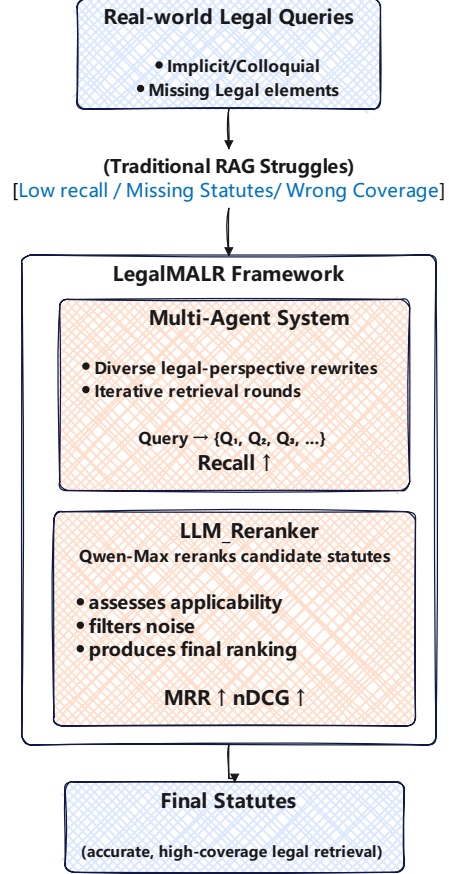 Real-world Legal Queries
• Implicit/Colloquial
• Missing Legal elements
(Traditional RAG Struggles)
[Low recall / Missing Statutes/ Wrong Coverage]
LegalMALR Framework
Multi-Agent System
• Diverse legal-perspective rewrites
• Iterative retrieval rounds
Query → {Q₁, Q₂, Q₃, ...}
Recall ↑
LLM_Reranker
Qwen-Max reranks candidate statutes
• assesses applicability
• filters noise
• produces final ranking
MRR ↑ nDCG ↑
Final Statutes
(accurate, high-coverage legal retrieval)